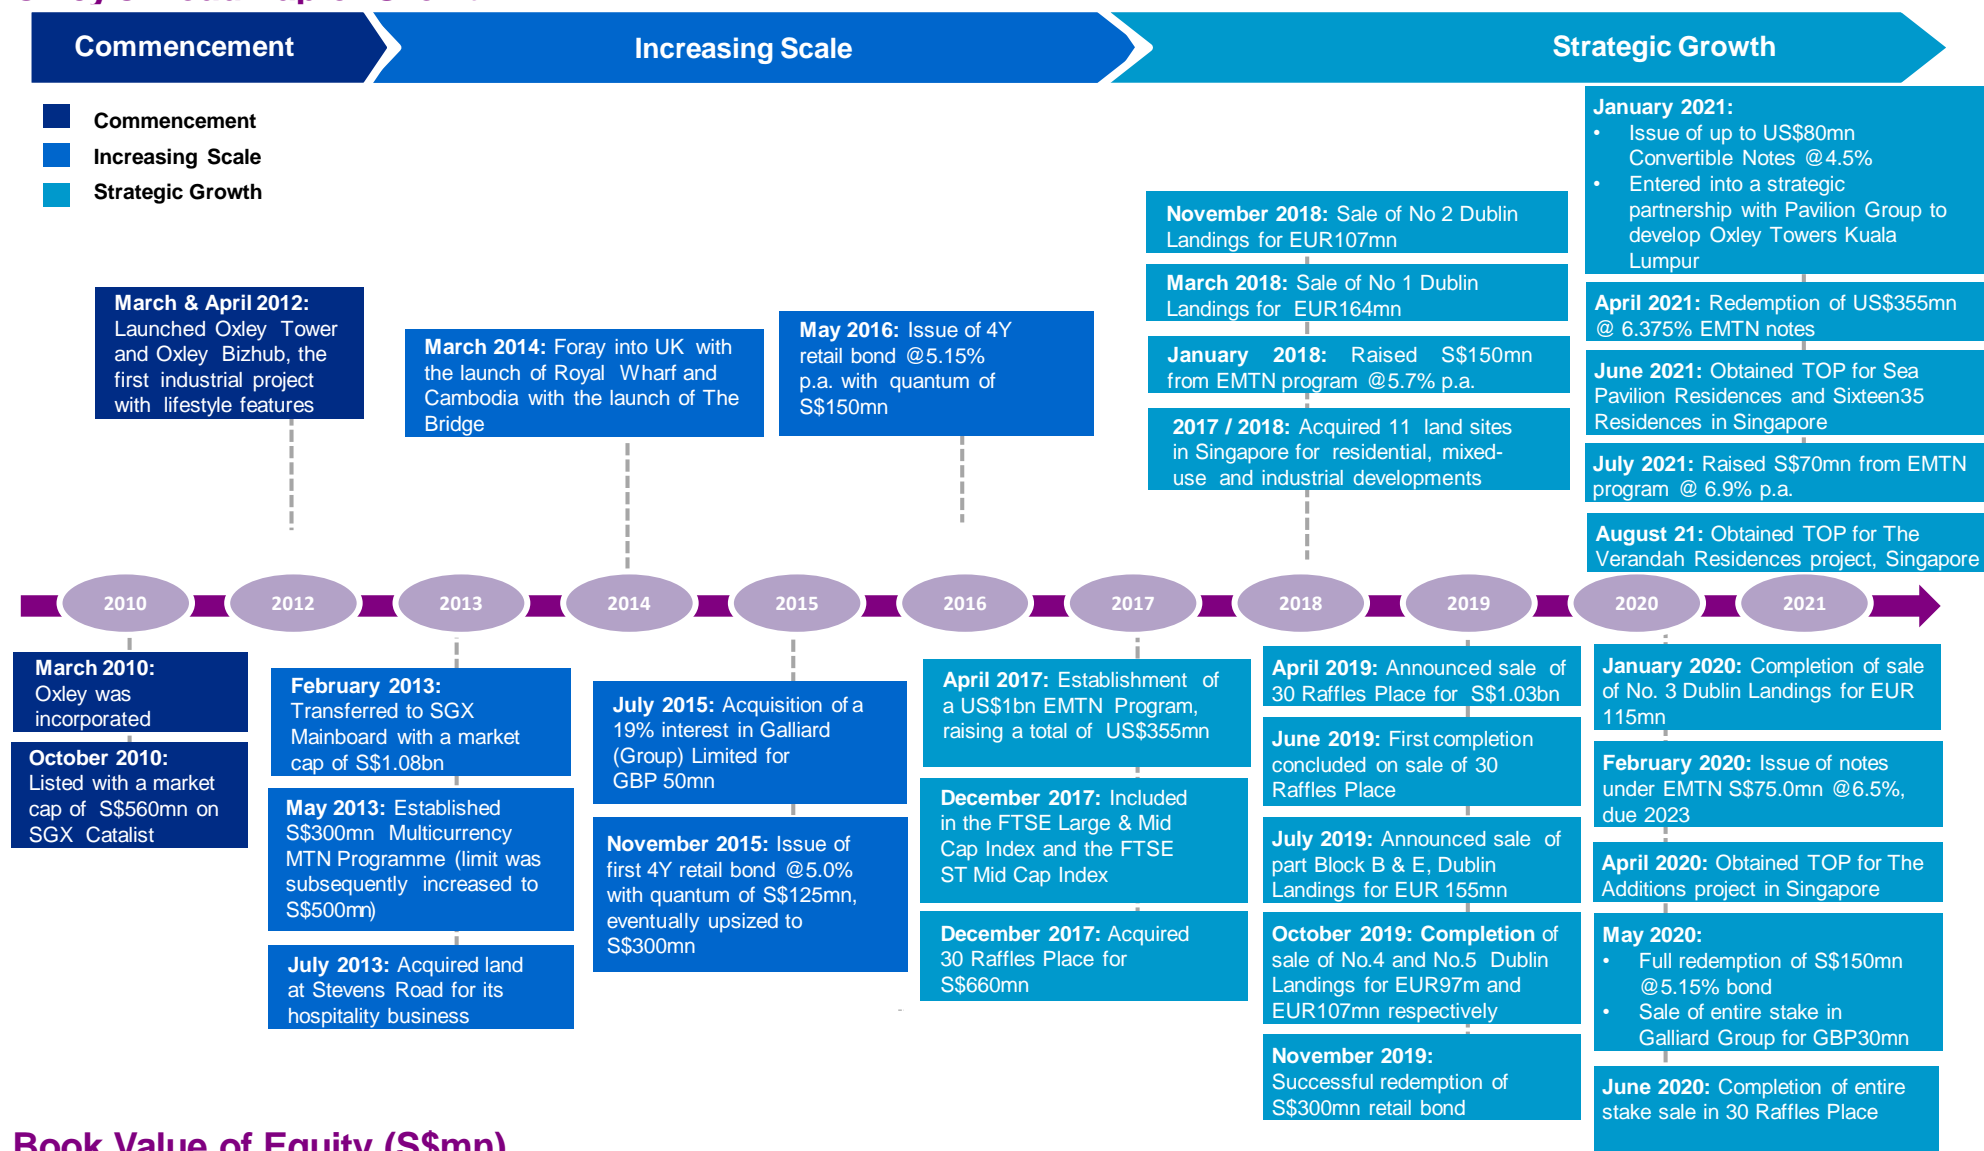 Commencement
Increasing Scale
Strategic Growth
Commencement
Increasing Scale
Strategic Growth
March & April 2012:
Launched Oxley Tower
and Oxley Bizhub, the
first industrial project
with lifestyle features
March 2014: Foray into UK with
the launch of Royal Wharf and
Cambodia with the launch of The
Bridge
May 2016: Issue of 4Y
retail bond @5.15%
p.a. with quantum of
S$150mn
November 2018: Sale of No 2 Dublin
Landings for EUR107mn
March 2018: Sale of No 1 Dublin
Landings for EUR164mn
January 2018: Raised S$150mn
from EMTN program @5.7% p.a.
2017 / 2018: Acquired 11 land sites
in Singapore for residential, mixed-
use and industrial developments
January 2021:
• Issue of up to US$80mn
Convertible Notes @4.5%
• Entered into a strategic
partnership with Pavilion Group to
develop Oxley Towers Kuala
Lumpur
April 2021: Redemption of US$355mn
@ 6.375% EMTN notes
June 2021: Obtained TOP for Sea
Pavilion Residences and Sixteen35
Residences in Singapore
July 2021: Raised S$70mn from EMTN
program @ 6.9% p.a.
August 21: Obtained TOP for The
Verandah Residences project, Singapore
2010 2012 2013 2014 2015 2016 2017 2018 2019 2020 2021
March 2010:
Oxley was
incorporated
October 2010:
Listed with a market
cap of S$560mn on
SGX Catalist
February 2013:
Transferred to SGX
Mainboard with a market
cap of S$1.08bn
May 2013: Established
S$300mn Multicurrency
MTN Programme (limit was
subsequently increased to
S$500mn)
July 2013: Acquired land
at Stevens Road for its
hospitality business
July 2015: Acquisition of a
19% interest in Galliard
(Group) Limited for
GBP 50mn
November 2015: Issue of
first 4Y retail bond @5.0%
with quantum of S$125mn,
eventually upsized to
S$300mn
April 2017: Establishment of
a US$1bn EMTN Program,
raising a total of US$355mn
December 2017: Included
in the FTSE Large & Mid
Cap Index and the FTSE
ST Mid Cap Index
December 2017: Acquired
30 Raffles Place for
S$660mn
April 2019: Announced sale of
30 Raffles Place for S$1.03bn
June 2019: First completion
concluded on sale of 30
Raffles Place
July 2019: Announced sale of
part Block B & E, Dublin
Landings for EUR 155mn
October 2019: Completion of
sale of No.4 and No.5 Dublin
Landings for EUR97m and
EUR107mn respectively
November 2019:
Successful redemption of
S$300mn retail bond
January 2020: Completion of sale
of No. 3 Dublin Landings for EUR
115mn
February 2020: Issue of notes
under EMTN S$75.0mn @6.5%,
due 2023
April 2020: Obtained TOP for The
Additions project in Singapore
May 2020:
• Full redemption of S$150mn
@5.15% bond
• Sale of entire stake in
Galliard Group for GBP30mn
June 2020: Completion of entire
stake sale in 30 Raffles Place
Book Value of Equity (S$mn)